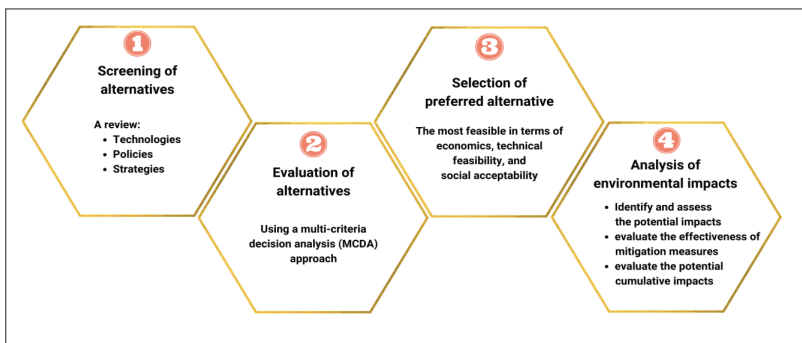 1
Screening of
alternatives
A review:
• Technologies
• Policies
• Strategies
2
Evaluation of
alternatives
Using a multi-criteria
decision analysis (MCDA)
approach
3
Selection of
preferred alternative
The most feasible in terms of
economics, technical
feasibility, and
social acceptability
4
Analysis of
environmental impacts
• Identify and assess
the potential impacts
• evaluate the effectiveness of
mitigation measures
• evaluate the potential
cumulative impacts